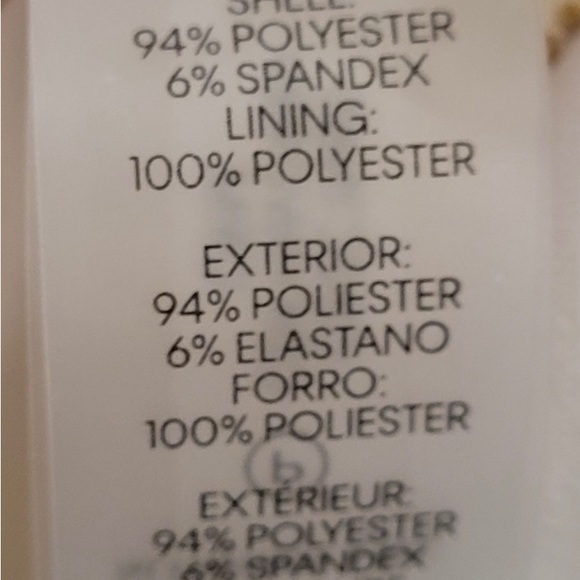 SHELL:
94% POLYESTER
6% SPANDEX
LINING:
100% POLYESTER
EXTERIOR:
94% POLIESTER
6% ELASTANO
FORRO:
100% POLIESTER
EXTÉRIEUR:
94% POLYESTER
6% SPANDEX